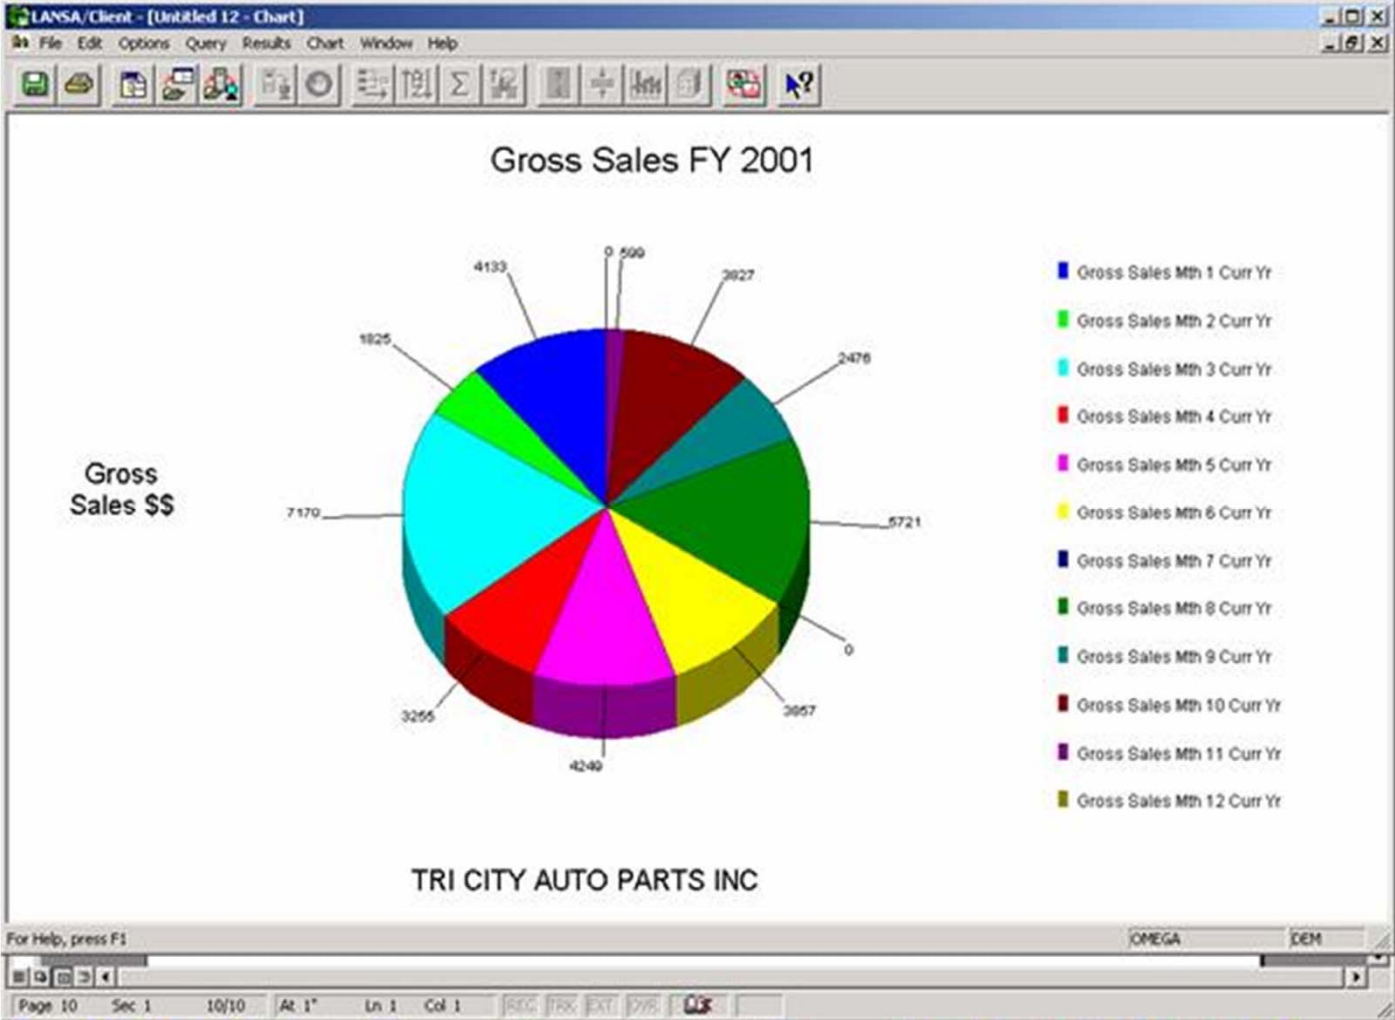 LANSA/Client - [Untitled 12 - Chart]
File Edit Options Query Results Chart Window Help
Gross Sales FY 2001
0 599
4133
3827
1825
2476
Gross
Sales $$
7170
5721
0
3255
3857
4249
Gross Sales Mth 1 Curr Yr
Gross Sales Mth 2 Curr Yr
Gross Sales Mth 3 Curr Yr
Gross Sales Mth 4 Curr Yr
Gross Sales Mth 5 Curr Yr
Gross Sales Mth 6 Curr Yr
Gross Sales Mth 7 Curr Yr
Gross Sales Mth 8 Curr Yr
Gross Sales Mth 9 Curr Yr
Gross Sales Mth 10 Curr Yr
Gross Sales Mth 11 Curr Yr
Gross Sales Mth 12 Curr Yr
TRI CITY AUTO PARTS INC
For Help, press F1 OMEGA DEM
Page 10 Sec 1 10/10 At 1" Ln 1 Col 1 REC TRK EXT OVR